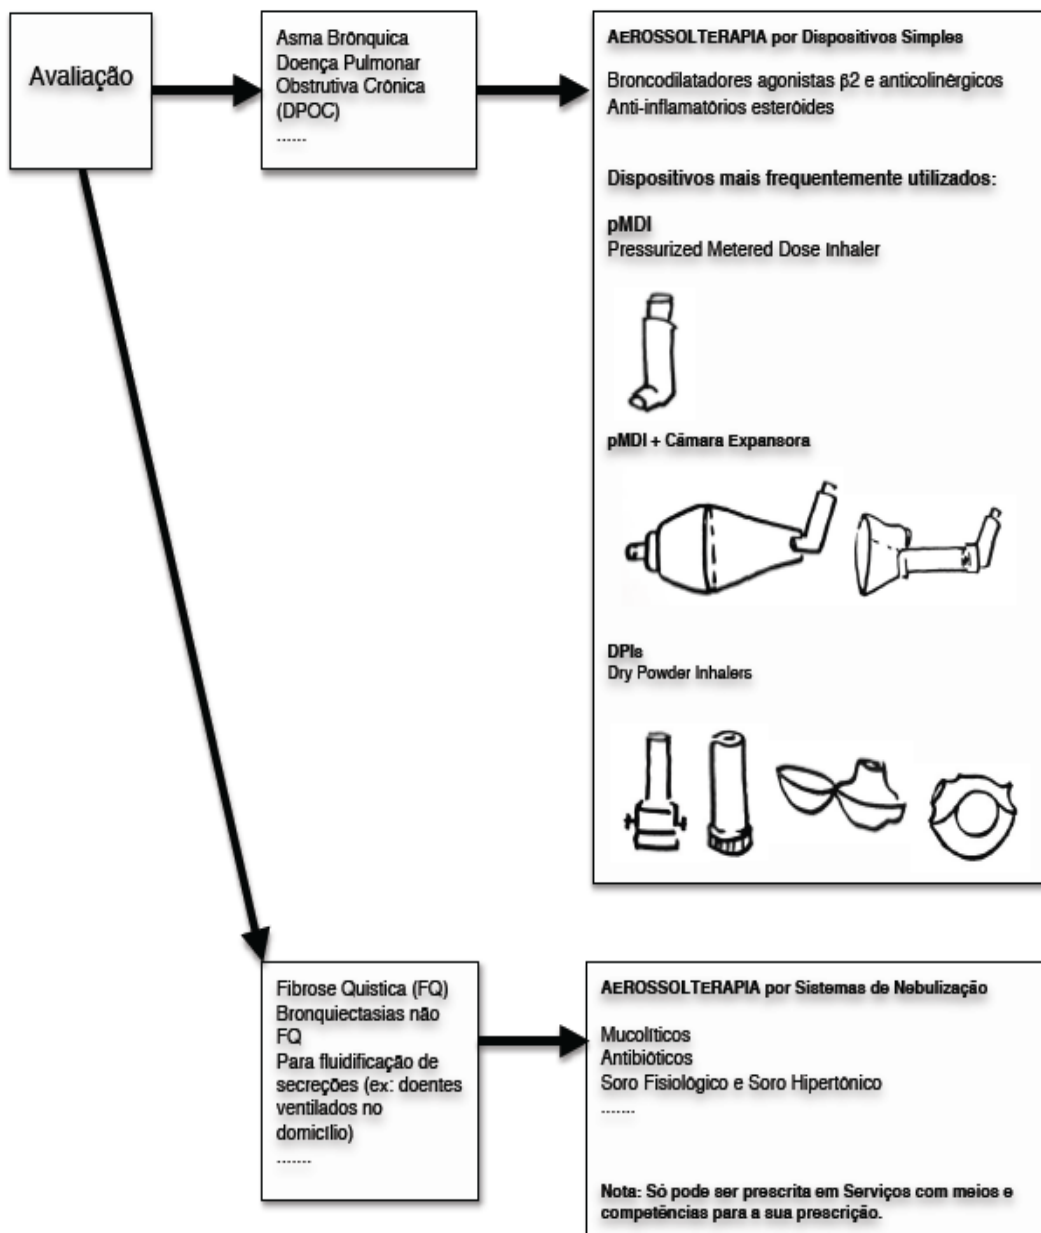 Avaliação
Asma Brônquica
Doença Pulmonar
Obstrutiva Crónica
(DPOC)
......
AEROSSOLTERAPIA por Dispositivos Simples
Broncodilatadores agonistas β2 e anticolinérgicos
Anti-inflamatórios esteróides
Dispositivos mais frequentemente utilizados:
pMDI
Pressurized Metered Dose Inhaler
pMDI + Câmara Expansora
DPIs
Dry Powder Inhalers
Fibrose Quistica (FQ)
Bronquiectasias não
FQ
Para fluidificação de
secreções (ex: doentes
ventilados no
domicílio)
.......
AEROSSOLTERAPIA por Sistemas de Nebulização
Mucolíticos
Antibióticos
Soro Fisiológico e Soro Hipertónico
.......
Nota: Só pode ser prescrita em Serviços com meios e
competências para a sua prescrição.